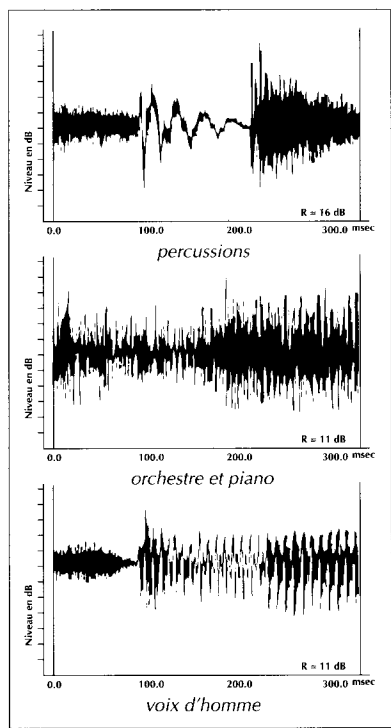 Niveau en dB
R = 16 dB
0.0 100.0 200.0 300.0 msec
percussions
Niveau en dB
R = 11 dB
0.0 100.0 200.0 300.0 msec
orchestre et piano
Niveau en dB
R = 11 dB
0.0 100.0 200.0 300.0 msec
voix d'homme